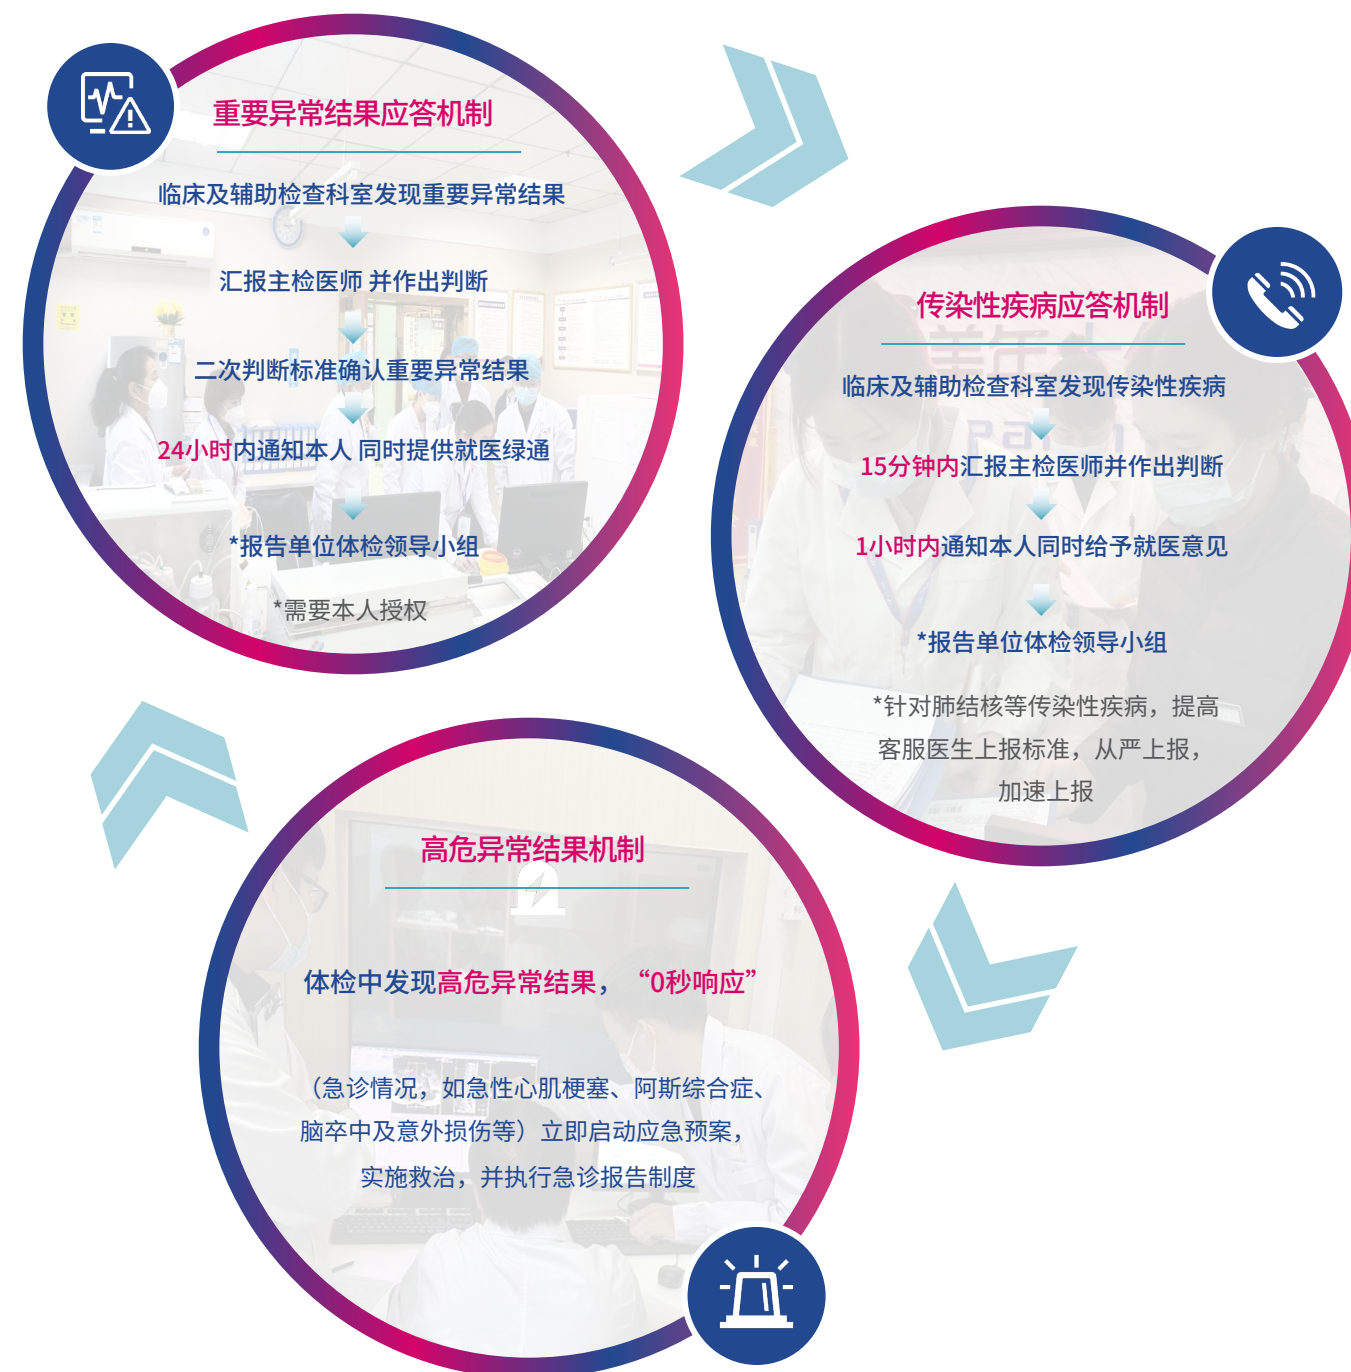 重要异常结果应答机制
临床及辅助检查科室发现重要异常结果
汇报主检医师 并作出判断
二次判断标准确认重要异常结果
24小时内通知本人 同时提供就医绿通
*报告单位体检领导小组
*需要本人授权
传染性疾病应答机制
临床及辅助检查科室发现传染性疾病
15分钟内汇报主检医师并作出判断
1小时内通知本人同时给予就医意见
*报告单位体检领导小组
*针对肺结核等传染性疾病，提高
客服医生上报标准，从严上报，
加速上报
高危异常结果机制
体检中发现高危异常结果，“0秒响应”
（急诊情况，如急性心肌梗塞、阿斯综合症、
脑卒中及意外损伤等）立即启动应急预案，
实施救治，并执行急诊报告制度